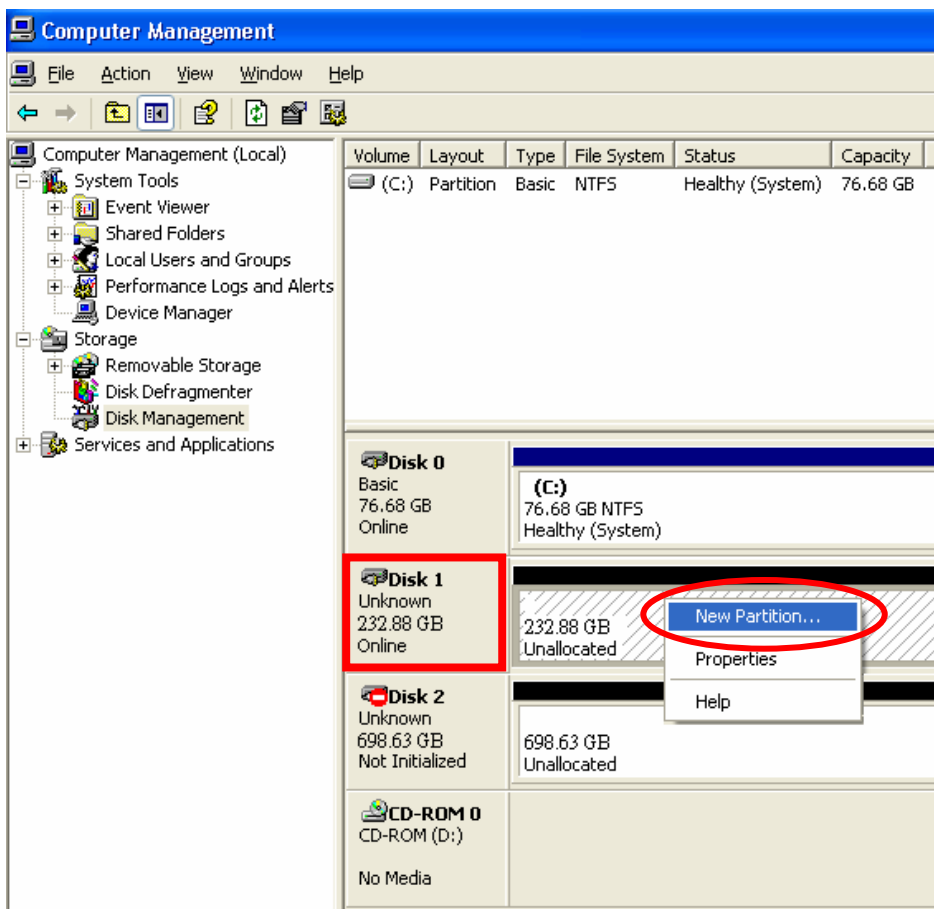 Computer Management
File Action View Window Help
Computer Management (Local)
System Tools
Event Viewer
Shared Folders
Local Users and Groups
Performance Logs and Alerts
Device Manager
Storage
Removable Storage
Disk Defragmenter
Disk Management
Services and Applications
Volume Layout Type File System Status Capacity
(C:) Partition Basic NTFS Healthy (System) 76.68 GB
Disk 0
Basic
76.68 GB
Online
(C:)
76.68 GB NTFS
Healthy (System)
Disk 1
Unknown
232.88 GB
Online
232.88 GB
Unallocated
New Partition...
Properties
Help
Disk 2
Unknown
698.63 GB
Not Initialized
698.63 GB
Unallocated
CD-ROM 0
CD-ROM (D:)
No Media